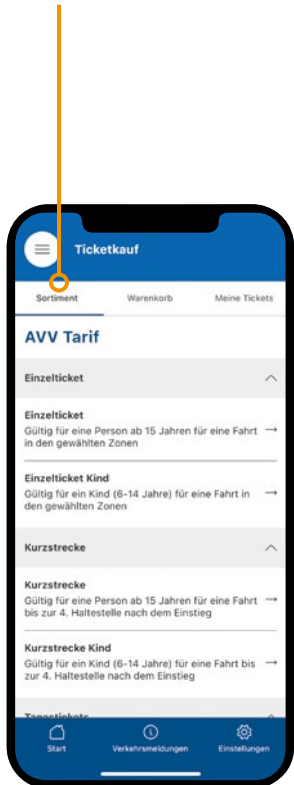 Ticketkauf
Sortiment Warenkorb Meine Tickets
AVV Tarif
Einzelticket
Einzelticket
Gültig für eine Person ab 15 Jahren für eine Fahrt →
in den gewählten Zonen
Einzelticket Kind
Gültig für ein Kind (6-14 Jahre) für eine Fahrt in →
den gewählten Zonen
Kurzstrecke
Kurzstrecke
Gültig für eine Person ab 15 Jahren für eine Fahrt →
bis zur 4. Haltestelle nach dem Einstieg
Kurzstrecke Kind
Gültig für ein Kind (6-14 Jahre) für eine Fahrt bis →
zur 4. Haltestelle nach dem Einstieg
Tagestickets
Start Verkehrsmeldungen Einstellungen